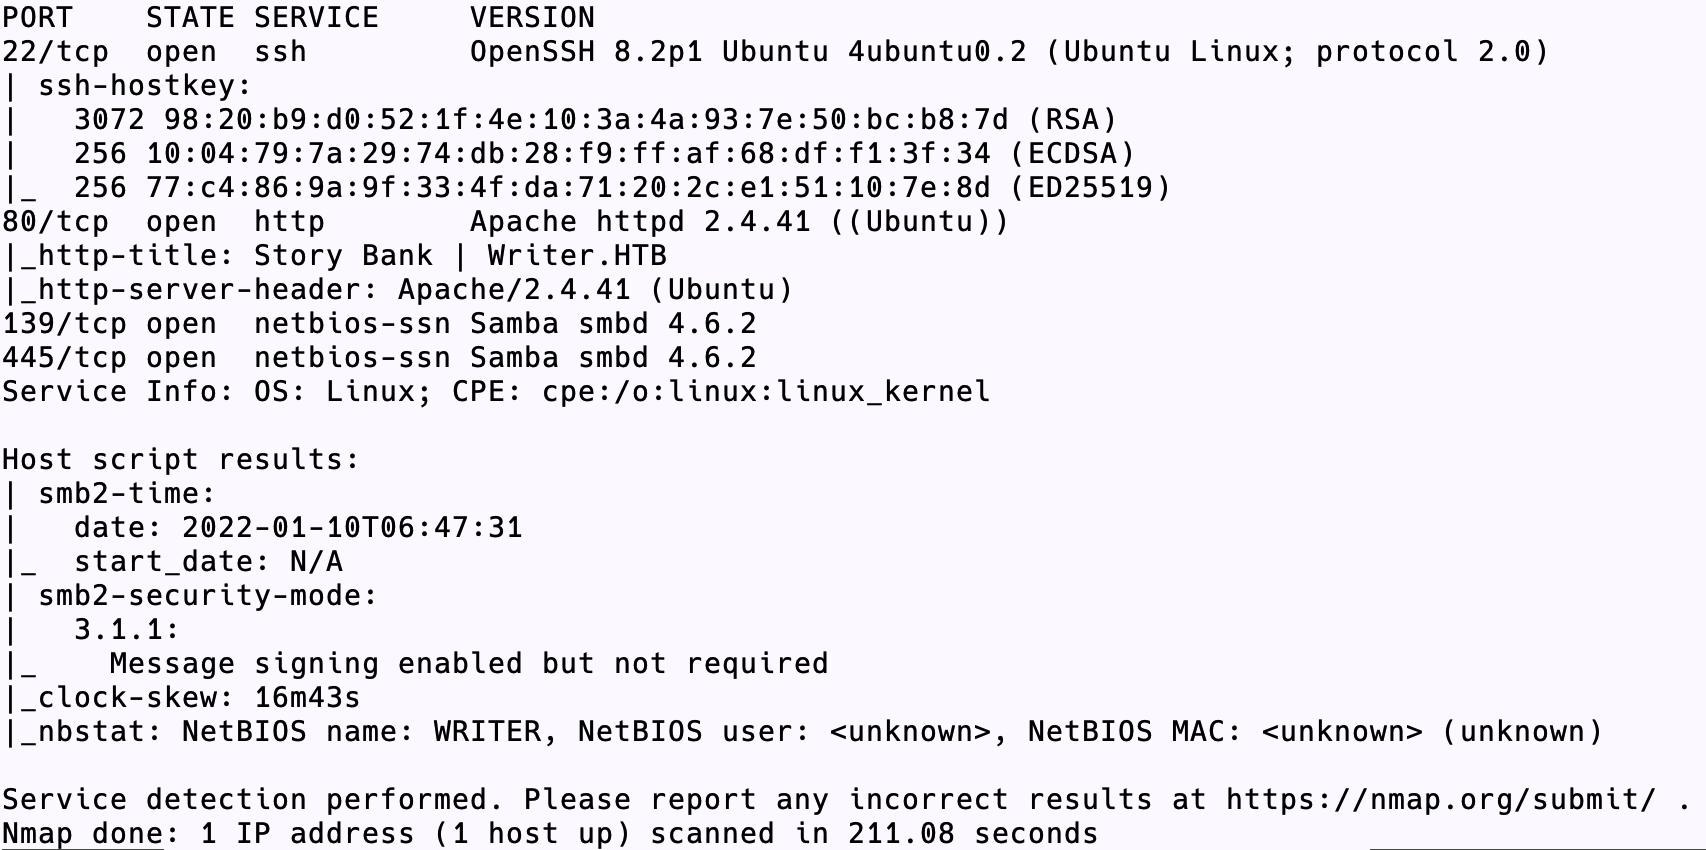 PORT    STATE SERVICE     VERSION
22/tcp  open  ssh         OpenSSH 8.2p1 Ubuntu 4ubuntu0.2 (Ubuntu Linux; protocol 2.0)
| ssh-hostkey:
|   3072 98:20:b9:d0:52:1f:4e:10:3a:4a:93:7e:50:bc:b8:7d (RSA)
|   256 10:04:79:7a:29:74:db:28:f9:ff:af:68:df:f1:3f:34 (ECDSA)
|_  256 77:c4:86:9a:9f:33:4f:da:71:20:2c:e1:51:10:7e:8d (ED25519)
80/tcp  open  http        Apache httpd 2.4.41 ((Ubuntu))
|_http-title: Story Bank | Writer.HTB
|_http-server-header: Apache/2.4.41 (Ubuntu)
139/tcp open  netbios-ssn Samba smbd 4.6.2
445/tcp open  netbios-ssn Samba smbd 4.6.2
Service Info: OS: Linux; CPE: cpe:/o:linux:linux_kernel

Host script results:
| smb2-time:
|   date: 2022-01-10T06:47:31
|_  start_date: N/A
| smb2-security-mode:
|   3.1.1:
|_    Message signing enabled but not required
|_clock-skew: 16m43s
|_nbstat: NetBIOS name: WRITER, NetBIOS user: <unknown>, NetBIOS MAC: <unknown> (unknown)

Service detection performed. Please report any incorrect results at https://nmap.org/submit/ .
Nmap done: 1 IP address (1 host up) scanned in 211.08 seconds